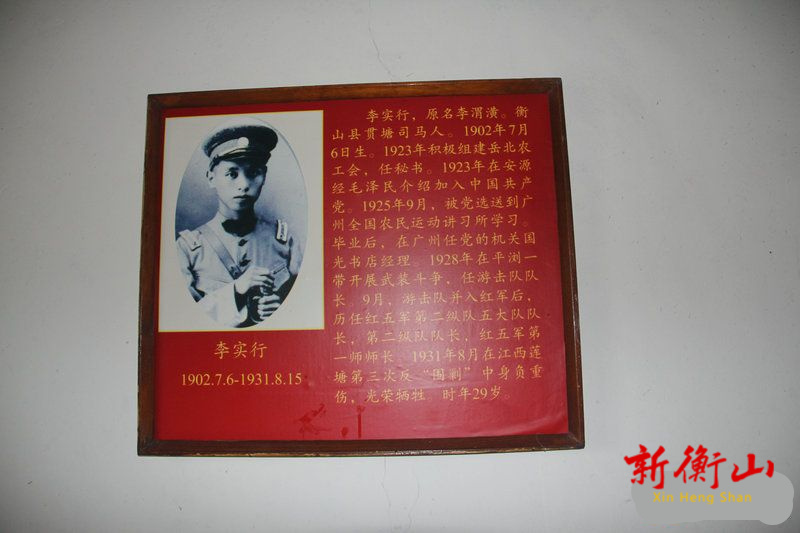 李实行，原名李渭潢。衡
山县贯塘司马人。1902年7月
6日生。1923年积极组建岳北农
工会，任秘书。1923年在安源
经毛泽民介绍加入中国共产
党。1925年9月，被党选送到广
州全国农民运动讲习所学习。
毕业后，在广州任党的机关国
光书店经理。1928年在平浏一
带开展武装斗争，任游击队队
长。9月，游击队并入红军后，
历任红五军第二纵队五大队队
长，第二纵队队长，红五军第
一师师长 1931年8月在江西莲
塘第三次反“围剿”中身负重
伤，光荣牺牲 时年29岁。
李实行
1902.7.6-1931.8.15
新衡山
Xin Heng Shan